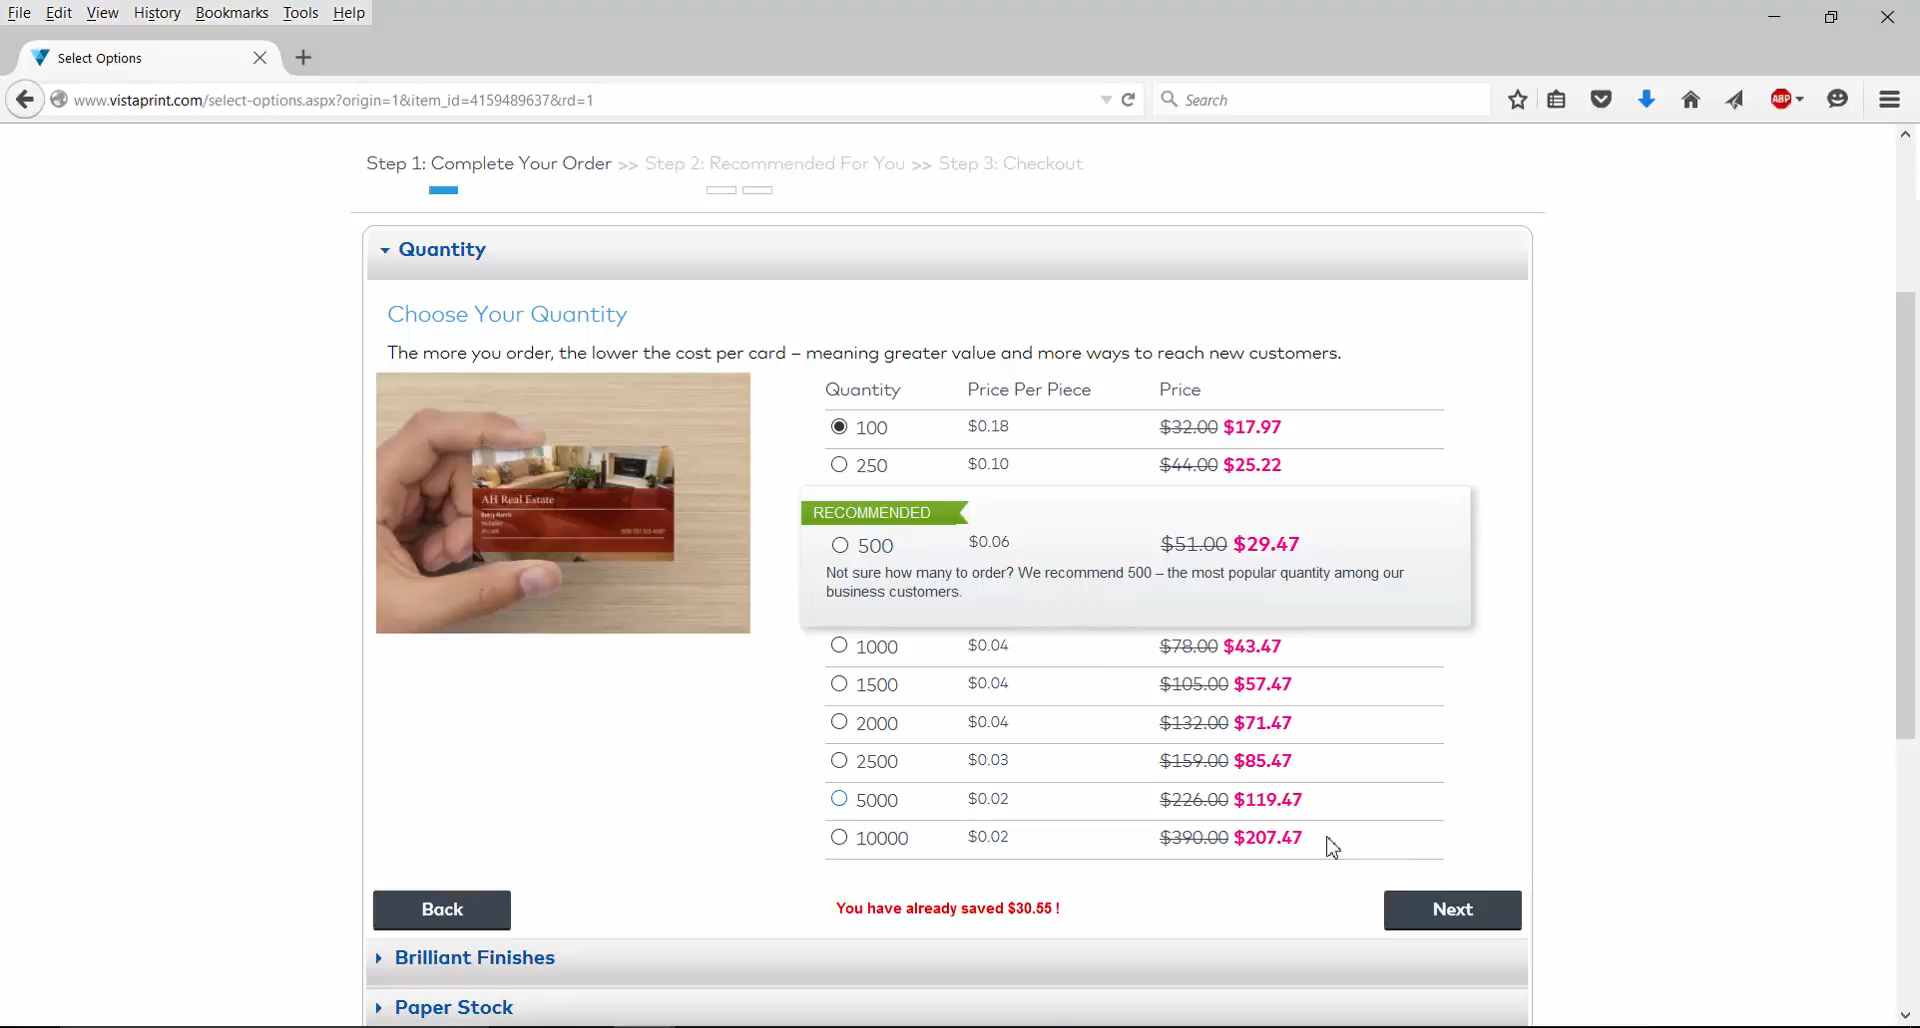 File Edit View History Bookmarks Tools Help
Select Options
www.vistaprint.com/select-options.aspx?origin=1&item_id=4159489637&rd=1
Search
ABP
Step 1: Complete Your Order >> Step 2: Recommended For You >> Step 3: Checkout
Quantity
Choose Your Quantity
The more you order, the lower the cost per card – meaning greater value and more ways to reach new customers.
AH Real Estate
Quantity Price Per Piece Price
100 $0.18 $32.00 $17.97
250 $0.10 $44.00 $25.22
RECOMMENDED
500 $0.06 $51.00 $29.47
Not sure how many to order? We recommend 500 – the most popular quantity among our
business customers.
1000 $0.04 $78.00 $43.47
1500 $0.04 $105.00 $57.47
2000 $0.04 $132.00 $71.47
2500 $0.03 $159.00 $85.47
5000 $0.02 $226.00 $119.47
10000 $0.02 $390.00 $207.47
Back
You have already saved $30.55 !
Next
Brilliant Finishes
Paper Stock